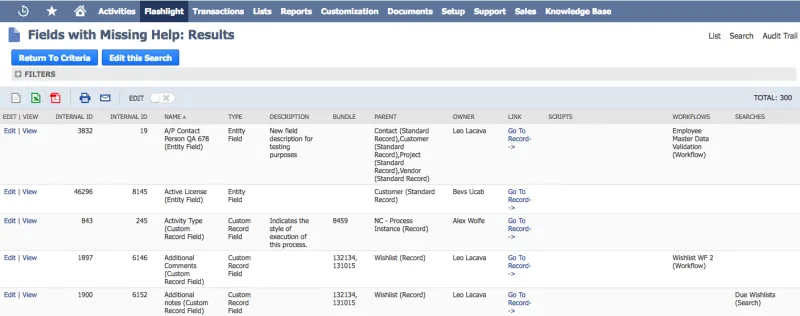 Activities Flashlight Transactions Lists Reports Customization Documents Setup Support Sales Knowledge Base
Fields with Missing Help: Results
List Search Audit Trail
Return To Criteria Edit this Search
FILTERS
EDIT TOTAL: 300
EDIT | VIEW INTERNAL ID INTERNAL ID NAME ▲ TYPE DESCRIPTION BUNDLE PARENT OWNER LINK SCRIPTS WORKFLOWS SEARCHES
Edit | View 3832 19 A/P Contact Entity New field Contact (Standard Leo Lacava Go To Employee
Person QA 678 Field description for Record),Customer Record- Master Data
(Entity Field) testing (Standard -> Validation
purposes Record),Project (Workflow)
(Standard
Record),Vendor
(Standard Record)
Edit | View 46296 8145 Active License Entity Customer (Standard Bevs Ucab Go To
(Entity Field) Field Record) Record-
->
Edit | View 843 245 Activity Type Custom Indicates the 8459 NC - Process Alex Wolfe Go To
(Custom Record style of Instance (Record) Record-
Record Field) Field execution of ->
this process.
Edit | View 1897 6146 Additional Custom 132134, Wishlist (Record) Leo Lacava Go To Wishlist WF 2
Comments Record 131015 Record- (Workflow)
(Custom Field ->
Record Field)
Edit | View 1900 6152 Additional Custom 132134, Wishlist (Record) Leo Lacava Go To Due Wishlists
notes (Custom Record 131015 Record- (Search)
Record Field) Field ->